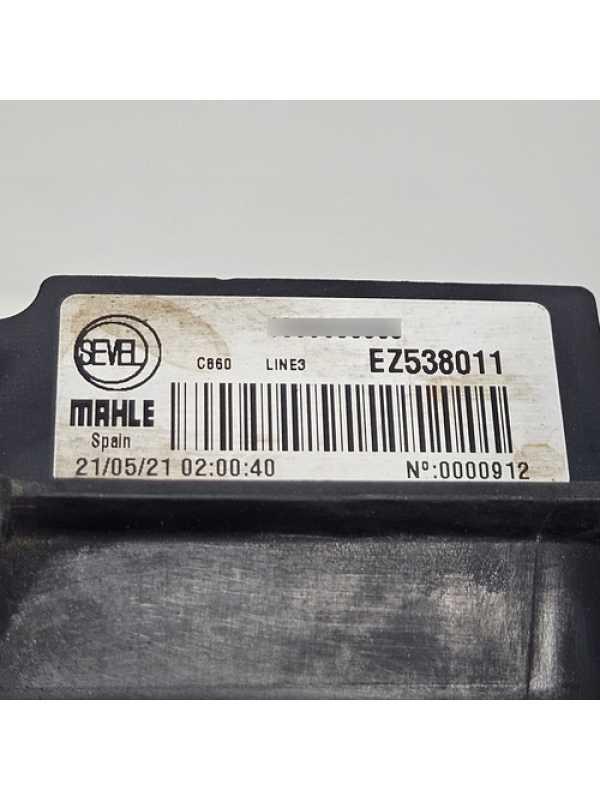 SEVEL
C860 LINE3 EZ538011
MAHLE
Spain
21/05/21 02:00:40 Nº:0000912